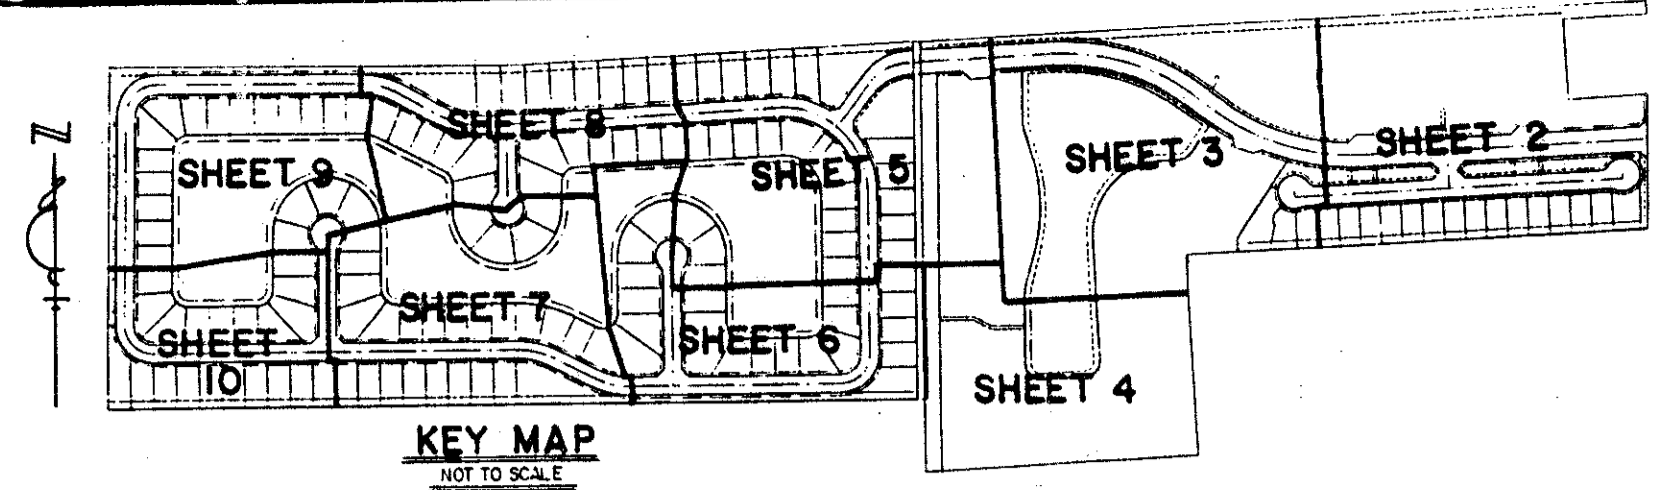 SHEET 8
SHEET 2
SHEET 3
SHEET 9
SHEET 5
SHEET 7
SHEET 6
SHEET
10
SHEET 4
N
KEY MAP
NOT TO SCALE